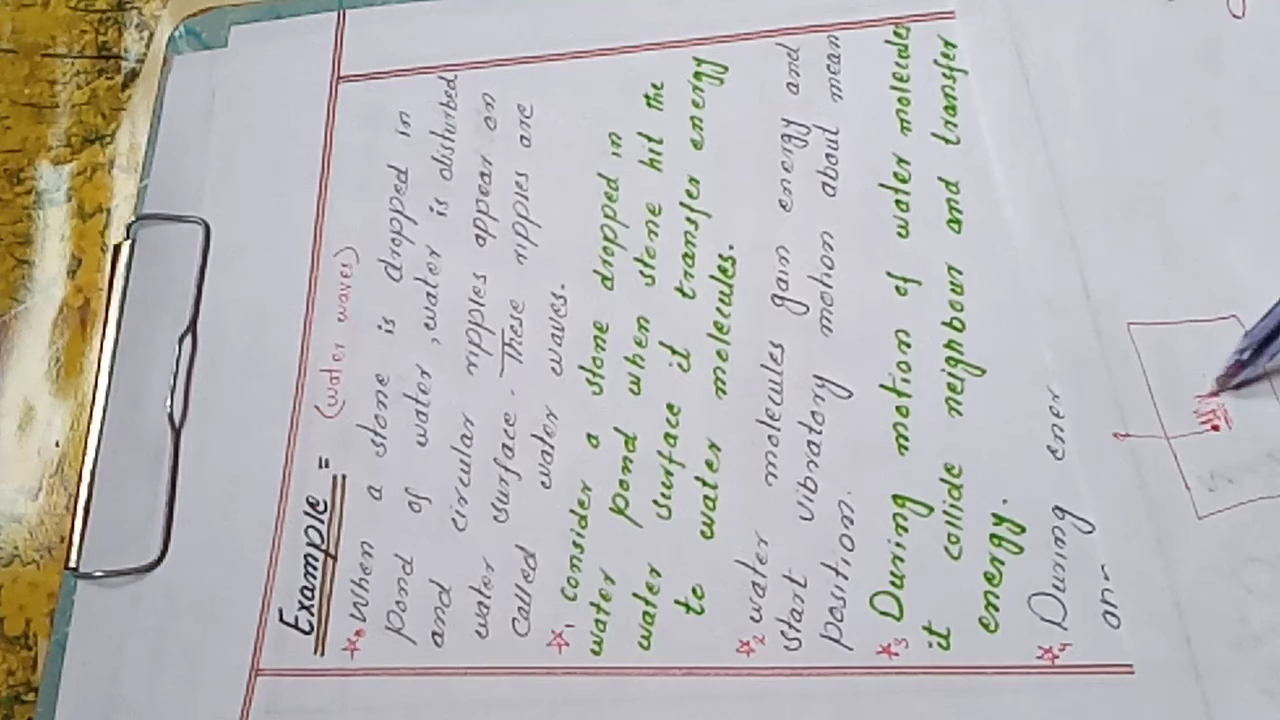 Example =
(water waves)
☆₀ When a stone is dropped in
pond of water, water is disturbed
and circular ripples appear on
water surface. These ripples are
called water waves.
☆₁ consider a stone dropped in
water pond when stone hit the
water surface it transfer energy
to water molecules.
☆₂ water molecules gain energy and
start vibratory motion about mean
position.
☆₃ During motion of water molecules
it collide neighbour and transfer
energy.
☆₄ During ener